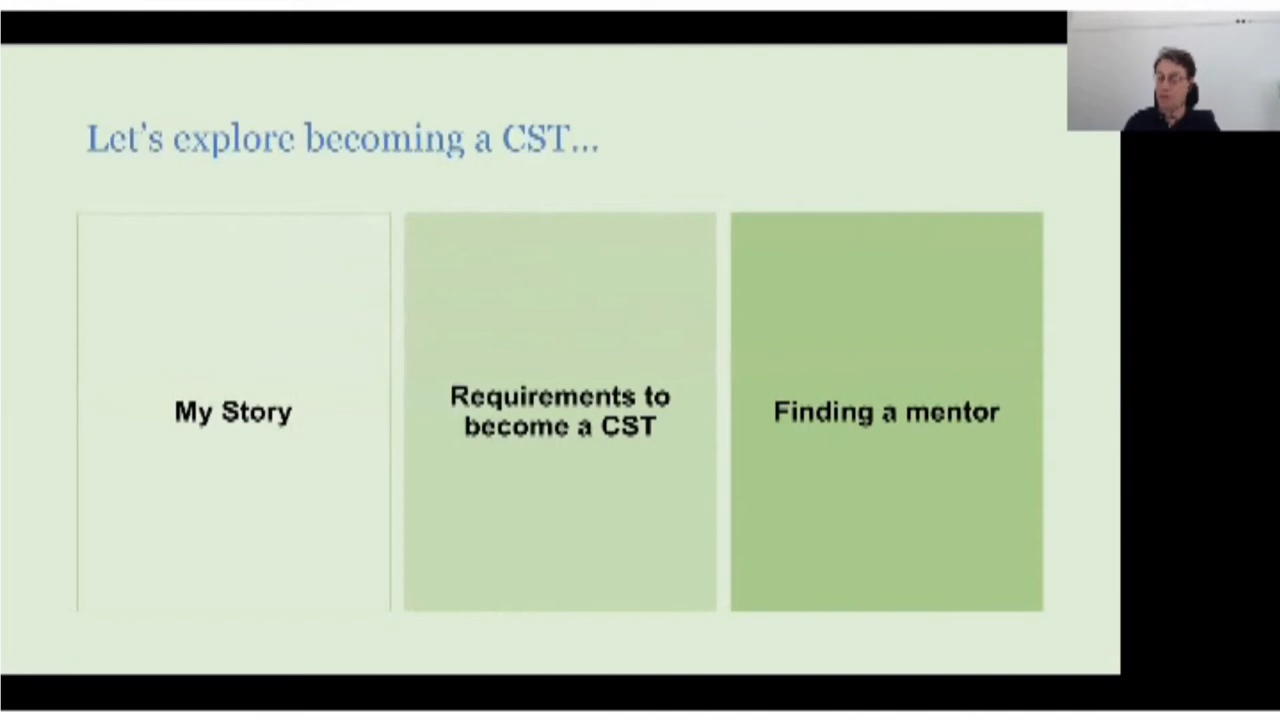 Let's explore becoming a CST...
My Story
Requirements to
become a CST
Finding a mentor